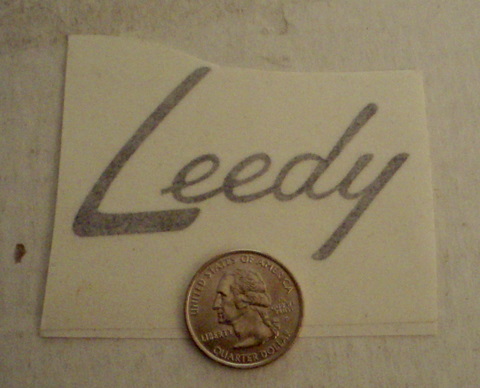 Leedy
UNITED STATES OF AMERICA
LIBERTY
QUARTER DOLLAR